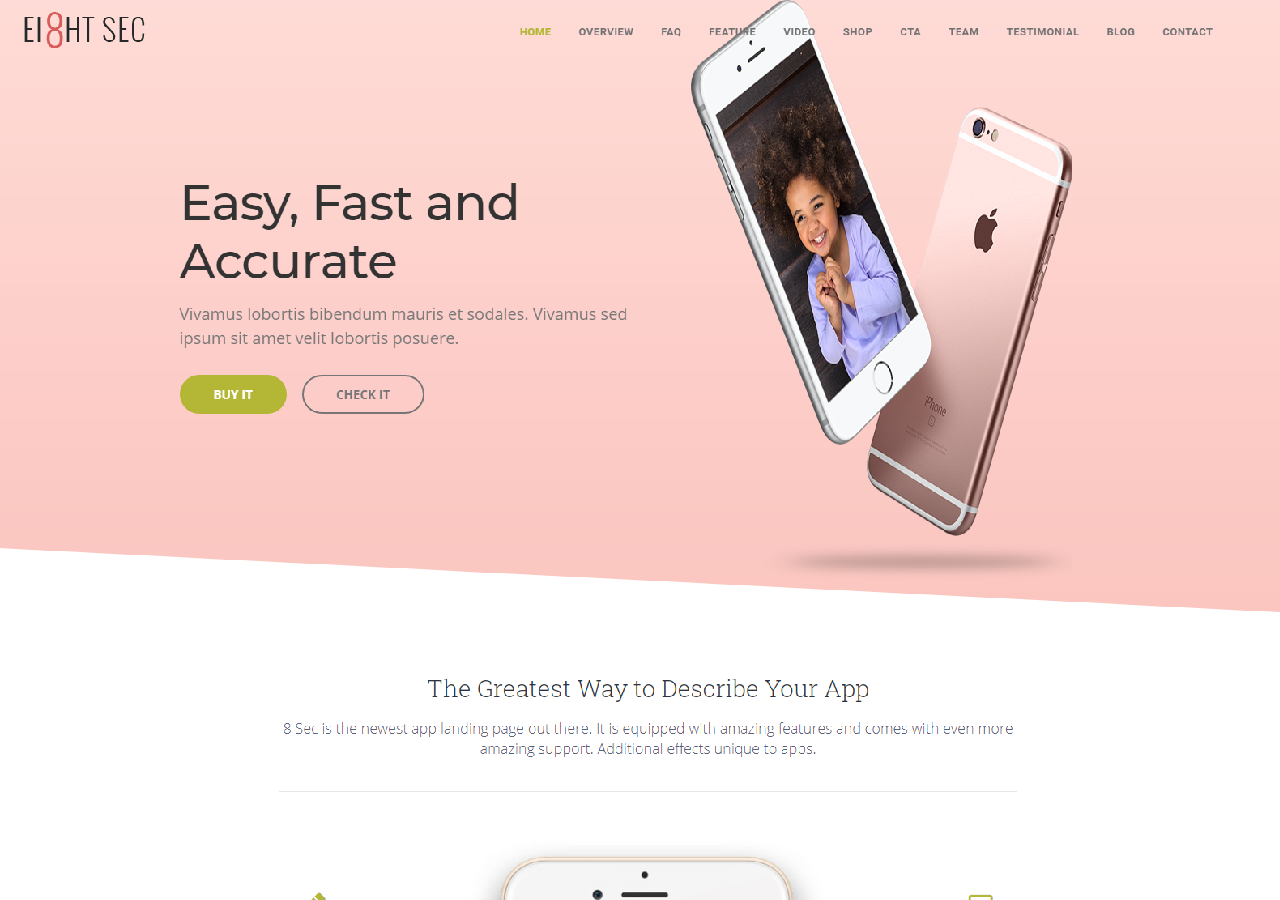 EI8HT SEC
HOME OVERVIEW FAQ FEATURE VIDEO SHOP CTA TEAM TESTIMONIAL BLOG CONTACT
Easy, Fast and
Accurate
Vivamus lobortis bibendum mauris et sodales. Vivamus sed
ipsum sit amet velit lobortis posuere.
BUY IT CHECK IT
iPhone
The Greatest Way to Describe Your App
8 Sec is the newest app landing page out there. It is equipped with amazing features and comes with even more
amazing support. Additional effects unique to apps.